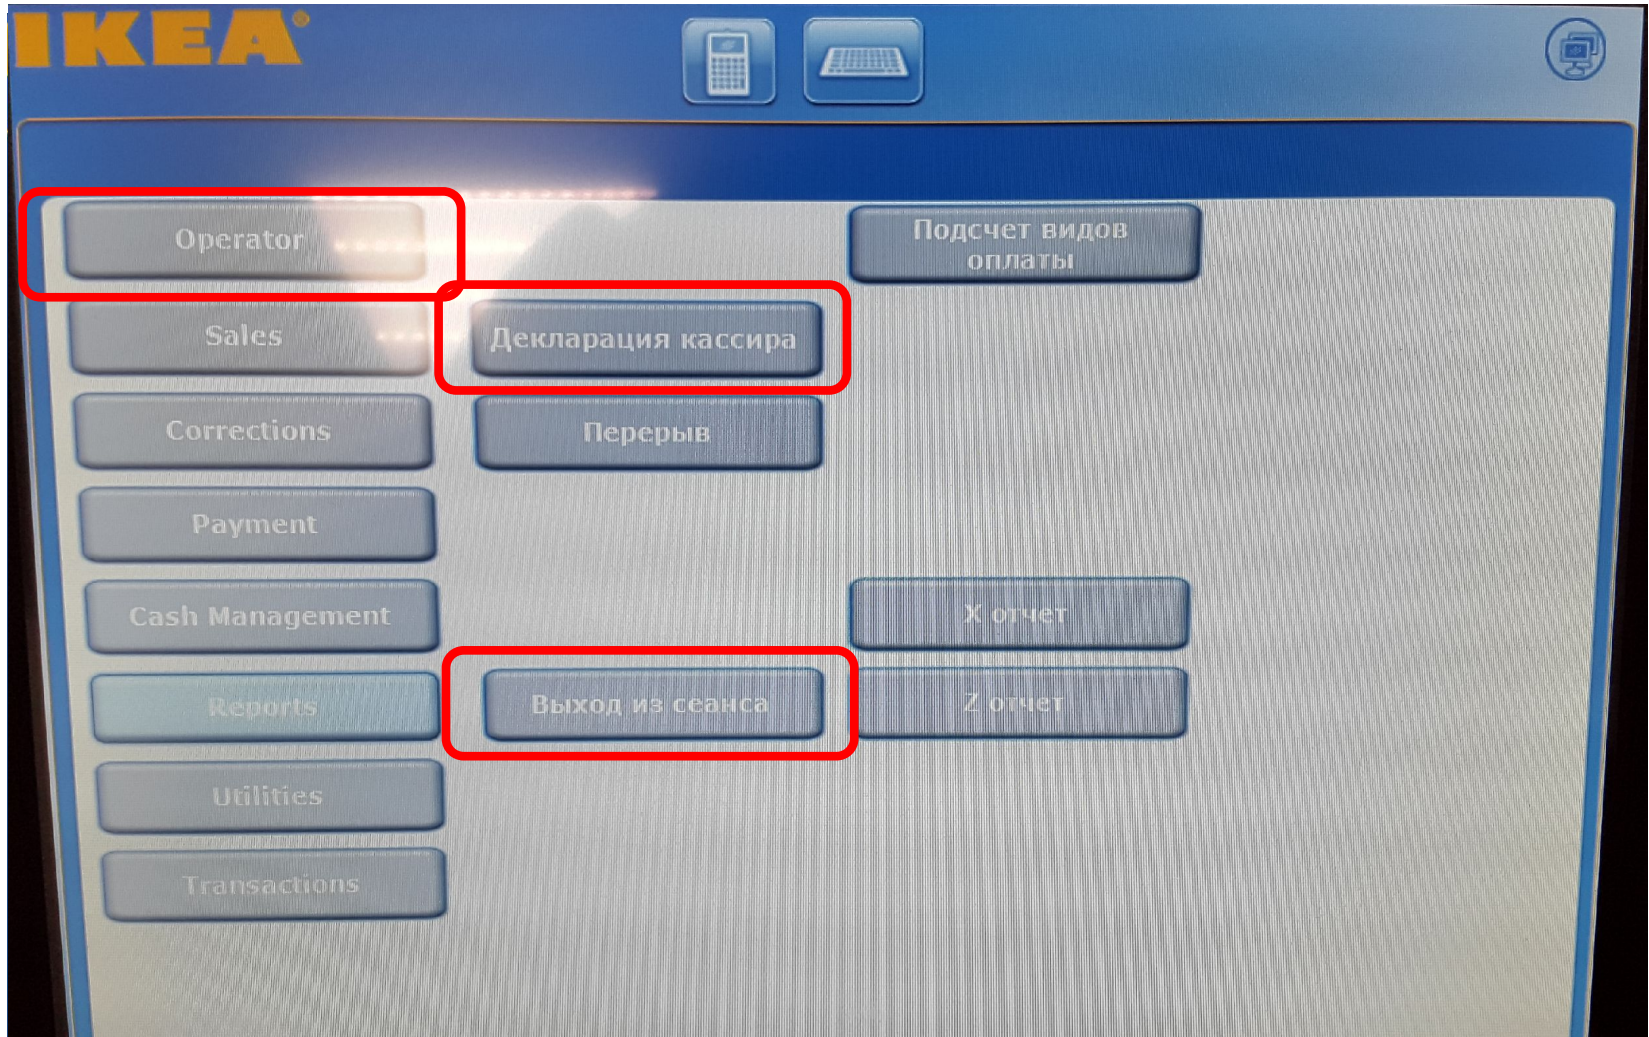 IKEA®
Operator
Подсчет видов
оплаты
Sales
Декларация кассира
Corrections
Перерыв
Payment
Cash Management
X отчет
Reports
Выход из сеанса
Z отчет
Utilities
Transactions